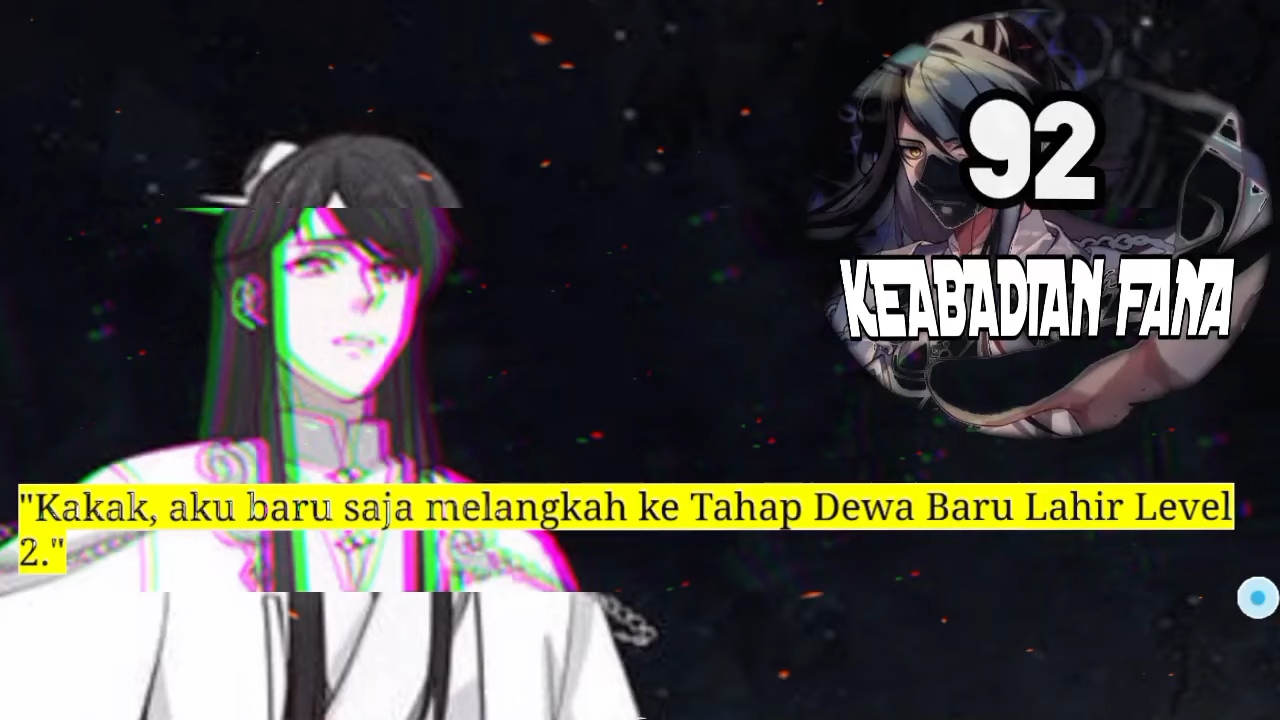 92
KEABADIAN FANA
"Kakak, aku baru saja melangkah ke Tahap Dewa Baru Lahir Level
2."